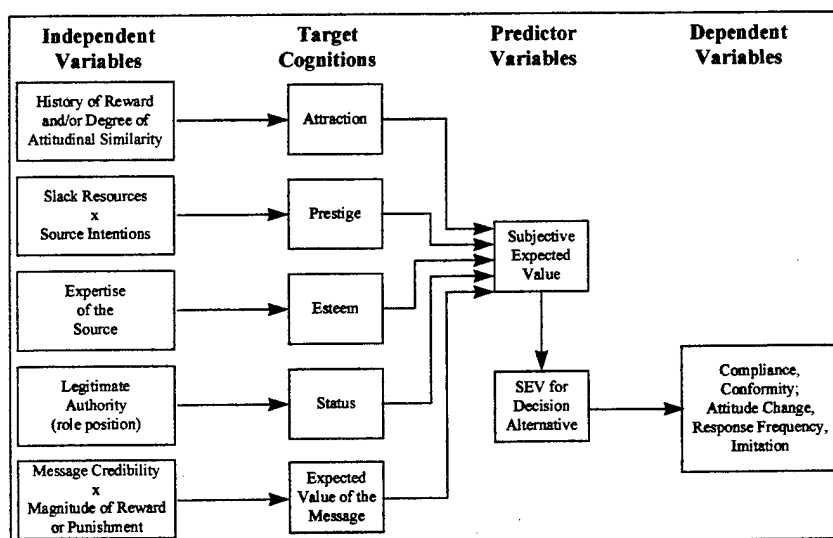 Independent
Variables
Target
Cognitions
Predictor
Variables
Dependent
Variables
History of Reward
and/or Degree of
Attitudinal Similarity
Attraction
Slack Resources
x
Source Intentions
Prestige
Subjective
Expected
Value
Expertise
of the
Source
Esteem
Legitimate
Authority
(role position)
Status
SEV for
Decision
Alternative
Compliance,
Conformity;
Attitude Change,
Response Frequency,
Imitation
Message Credibility
x
Magnitude of Reward
or Punishment
Expected
Value of the
Message